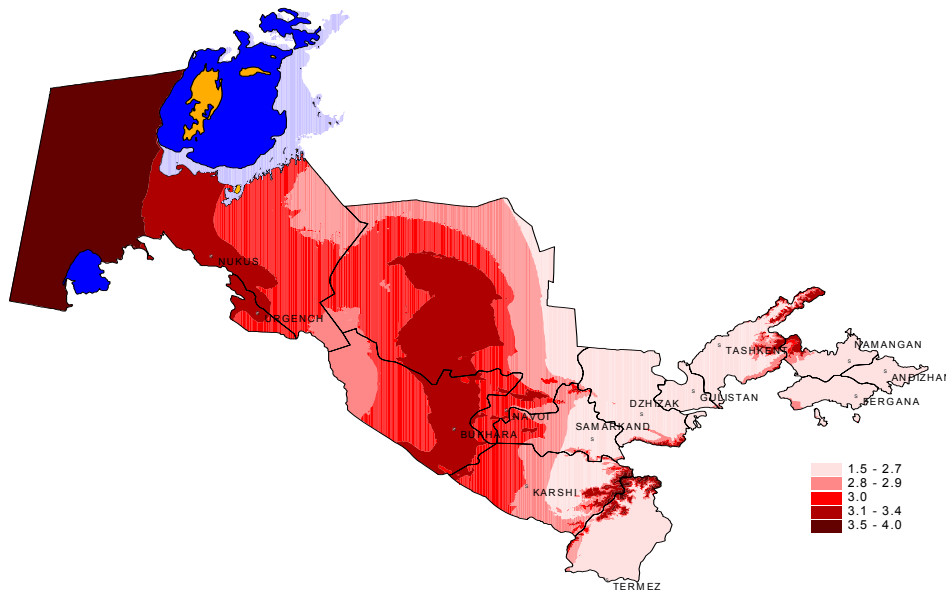 NUKUS
URGENCH
TASHKENT
NAMANGAN
ANDIZHAN
FERGANA
GULISTAN
DZHIZAK
NAVOI
SAMARKAND
BUKHARA
KARSHI
TERMEZ
1.5 - 2.7
2.8 - 2.9
3.0
3.1 - 3.4
3.5 - 4.0